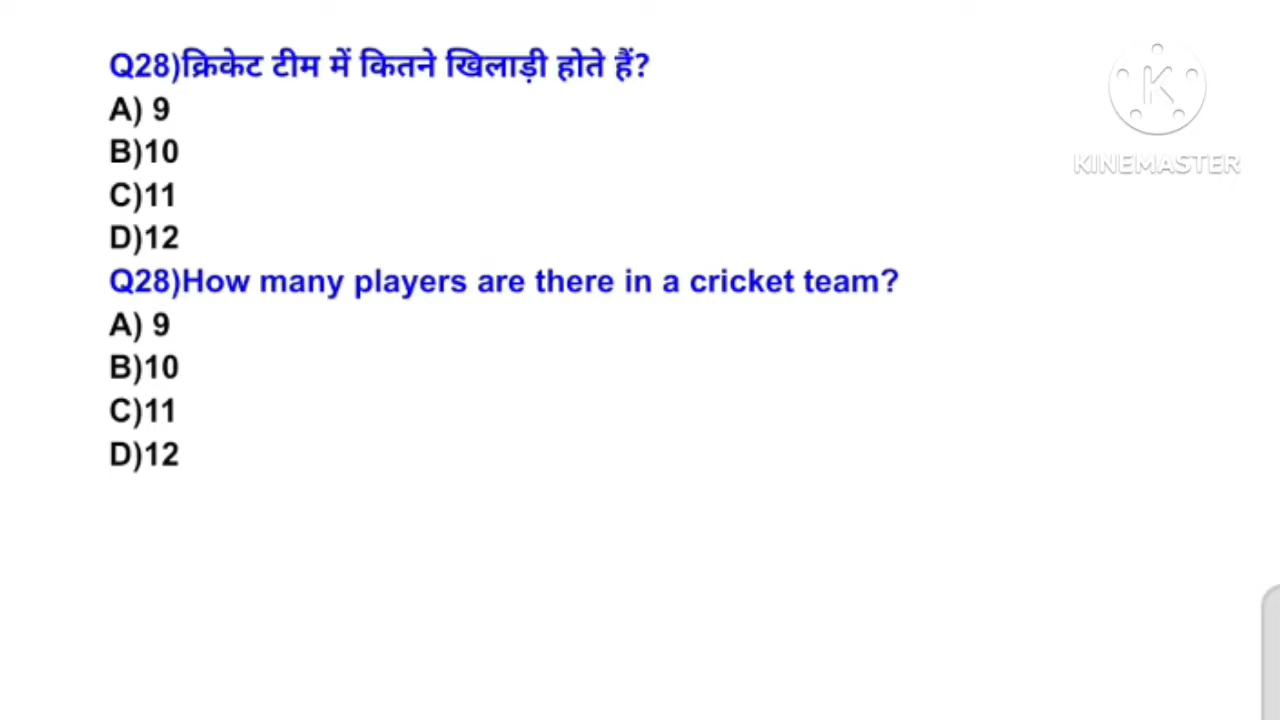 Q28)क्रिकेट टीम में कितने खिलाड़ी होते हैं?
A) 9
B)10
C)11
D)12
Q28)How many players are there in a cricket team?
A) 9
B)10
C)11
D)12
K
KINEMASTER